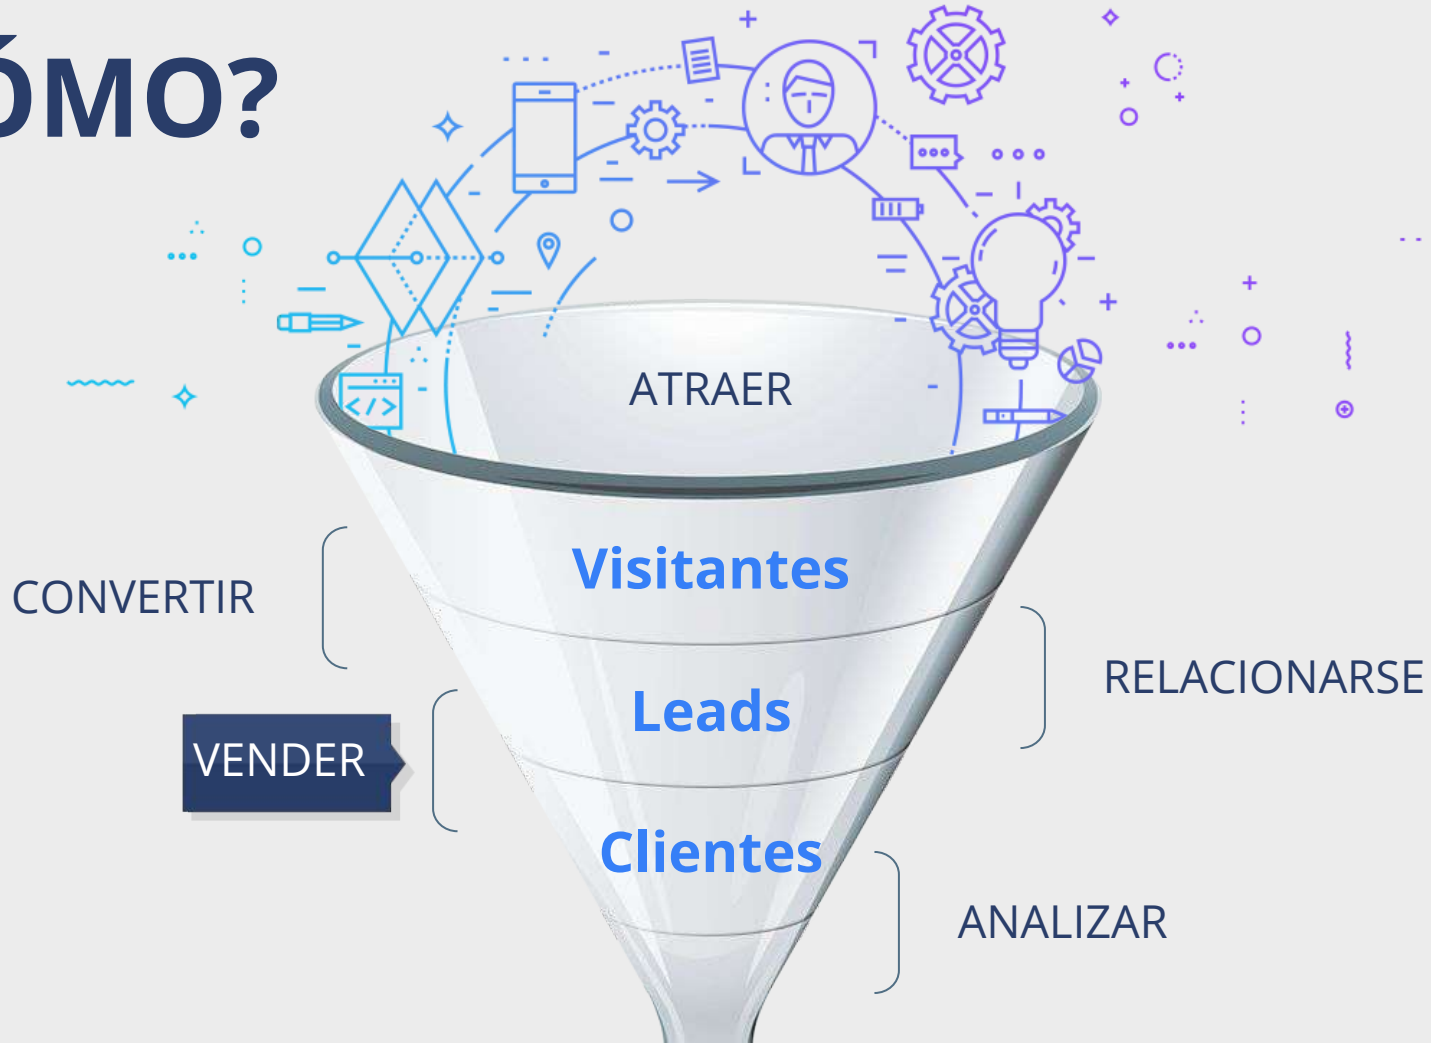 ÓMO?
ATRAER
Visitantes
CONVERTIR
RELACIONARSE
Leads
VENDER
Clientes
ANALIZAR